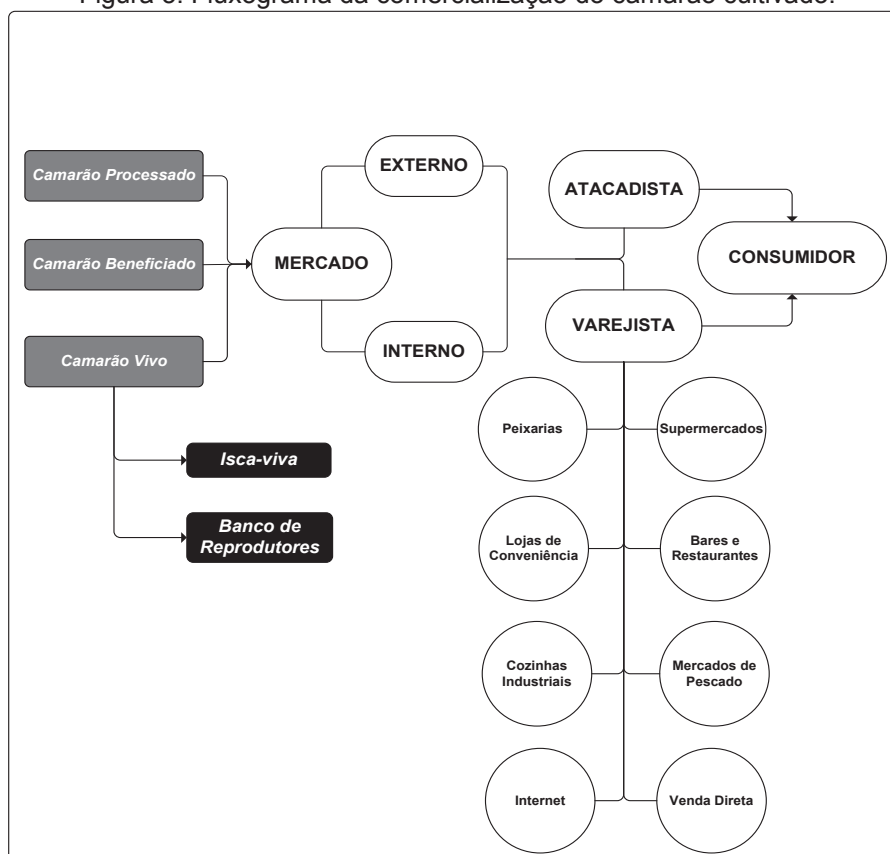 Figura 5. Fluxograma da comercialização do camarão cultivado.
Camarão Processado
Camarão Beneficiado
Camarão Vivo
Isca-viva
Banco de
Reprodutores
MERCADO
EXTERNO
INTERNO
ATACADISTA
VAREJISTA
CONSUMIDOR
Peixarias
Supermercados
Lojas de
Conveniência
Bares e
Restaurantes
Cozinhas
Industriais
Mercados de
Pescado
Internet
Venda Direta